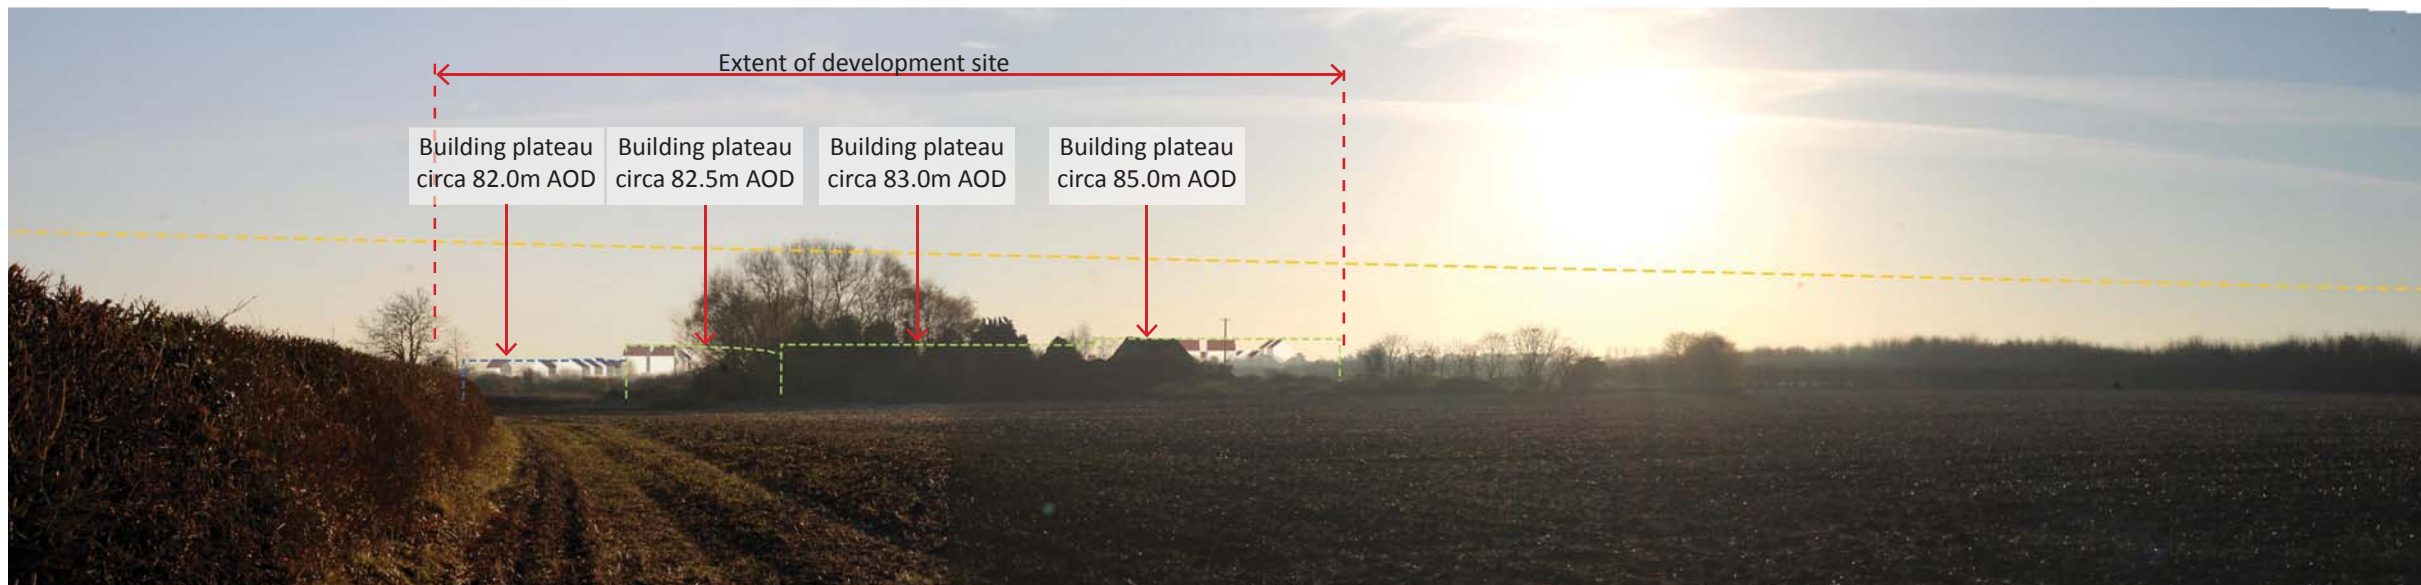 Extent of development site
Building plateau
circa 82.0m AOD
Building plateau
circa 82.5m AOD
Building plateau
circa 83.0m AOD
Building plateau
circa 85.0m AOD